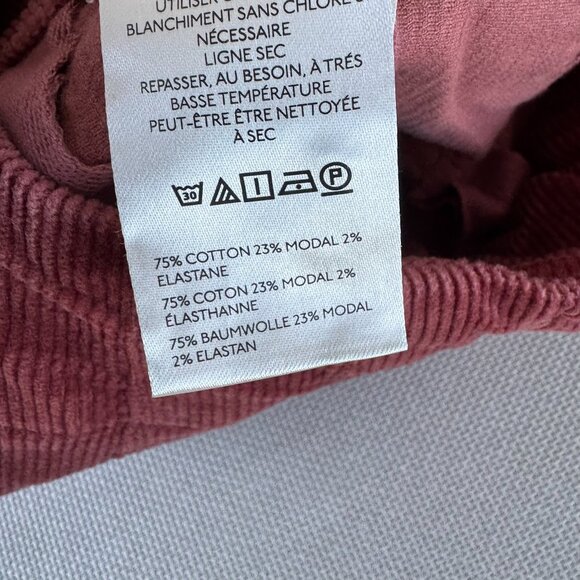 UTILISER
BLANCHIMENT SANS CHLORE
NÉCESSAIRE
LIGNE SEC
REPASSER, AU BESOIN, À TRÉS
BASSE TEMPÉRATURE
PEUT-ÊTRE ÊTRE NETTOYÉE
À SEC
30 P
75% COTTON 23% MODAL 2%
ELASTANE
75% COTON 23% MODAL 2%
ÉLASTHANNE
75% BAUMWOLLE 23% MODAL
2% ELASTAN